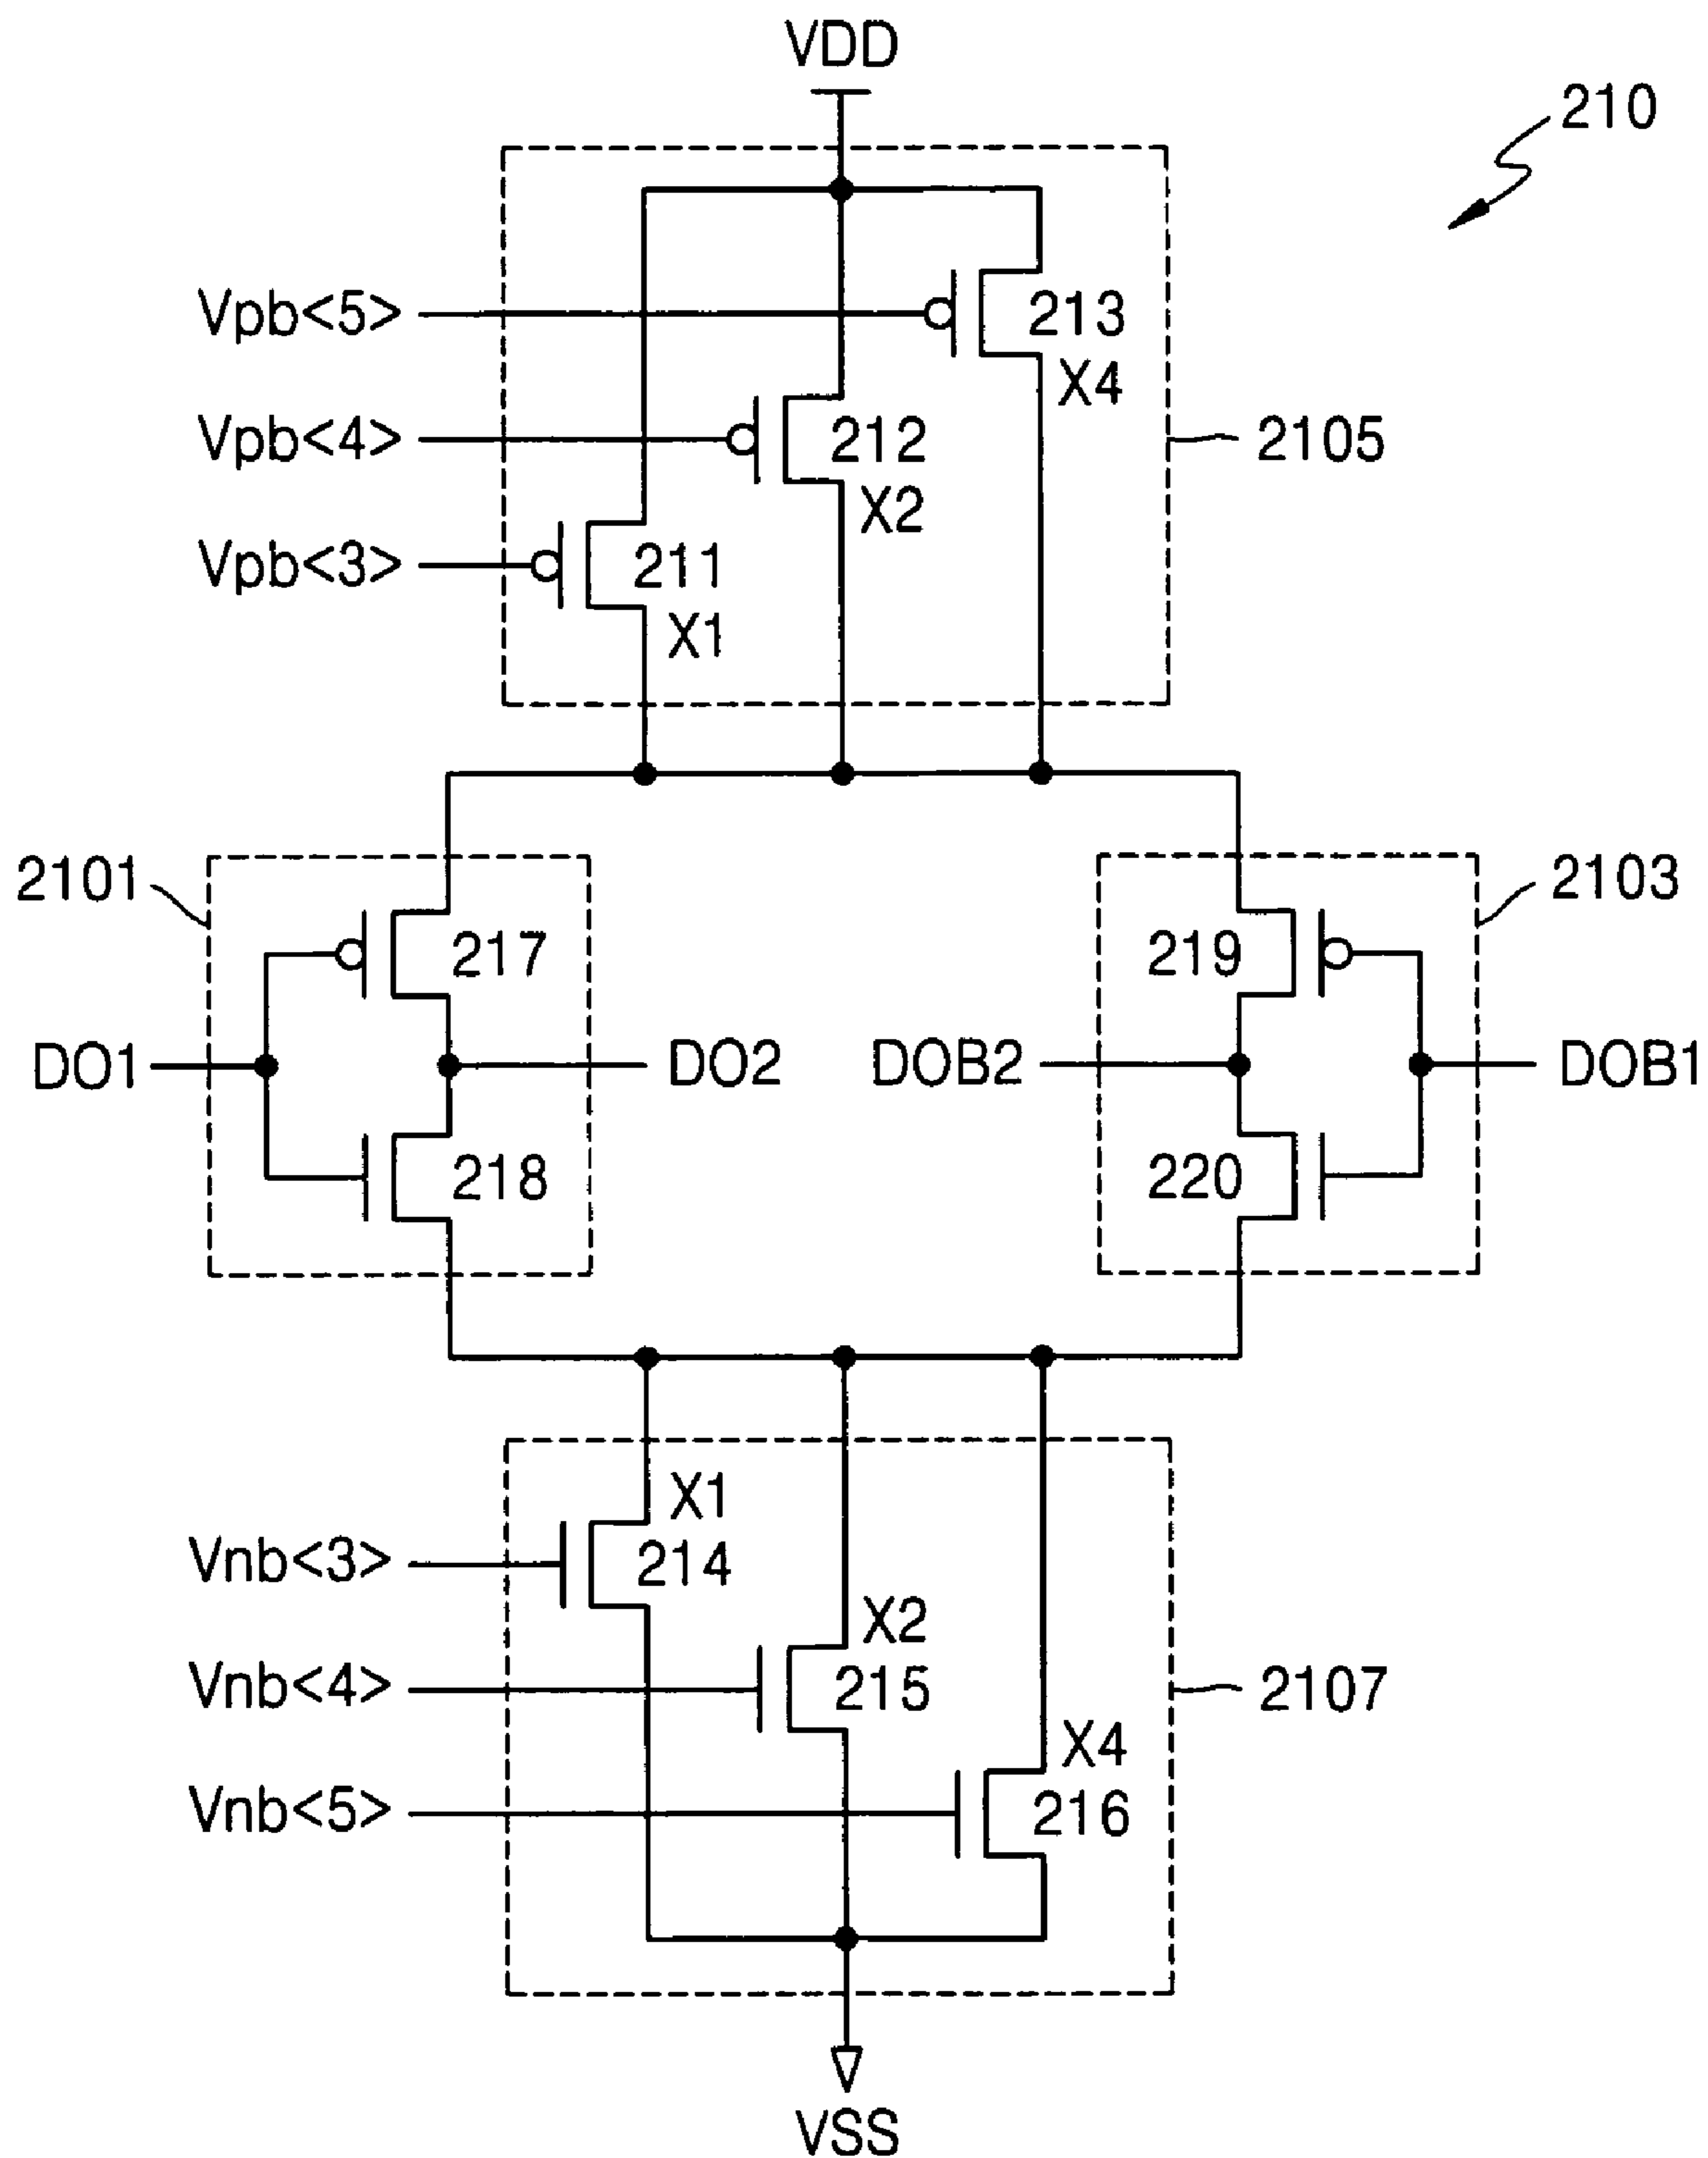 VDD
210
Vpb<5>
213
X4
Vpb<4>
212
X2
2105
Vpb<3>
211
X1
2101
2103
217
219
DO1
DO2
DOB2
DOB1
218
220
X1
Vnb<3>
214
X2
Vnb<4>
215
2107
X4
Vnb<5>
216
VSS